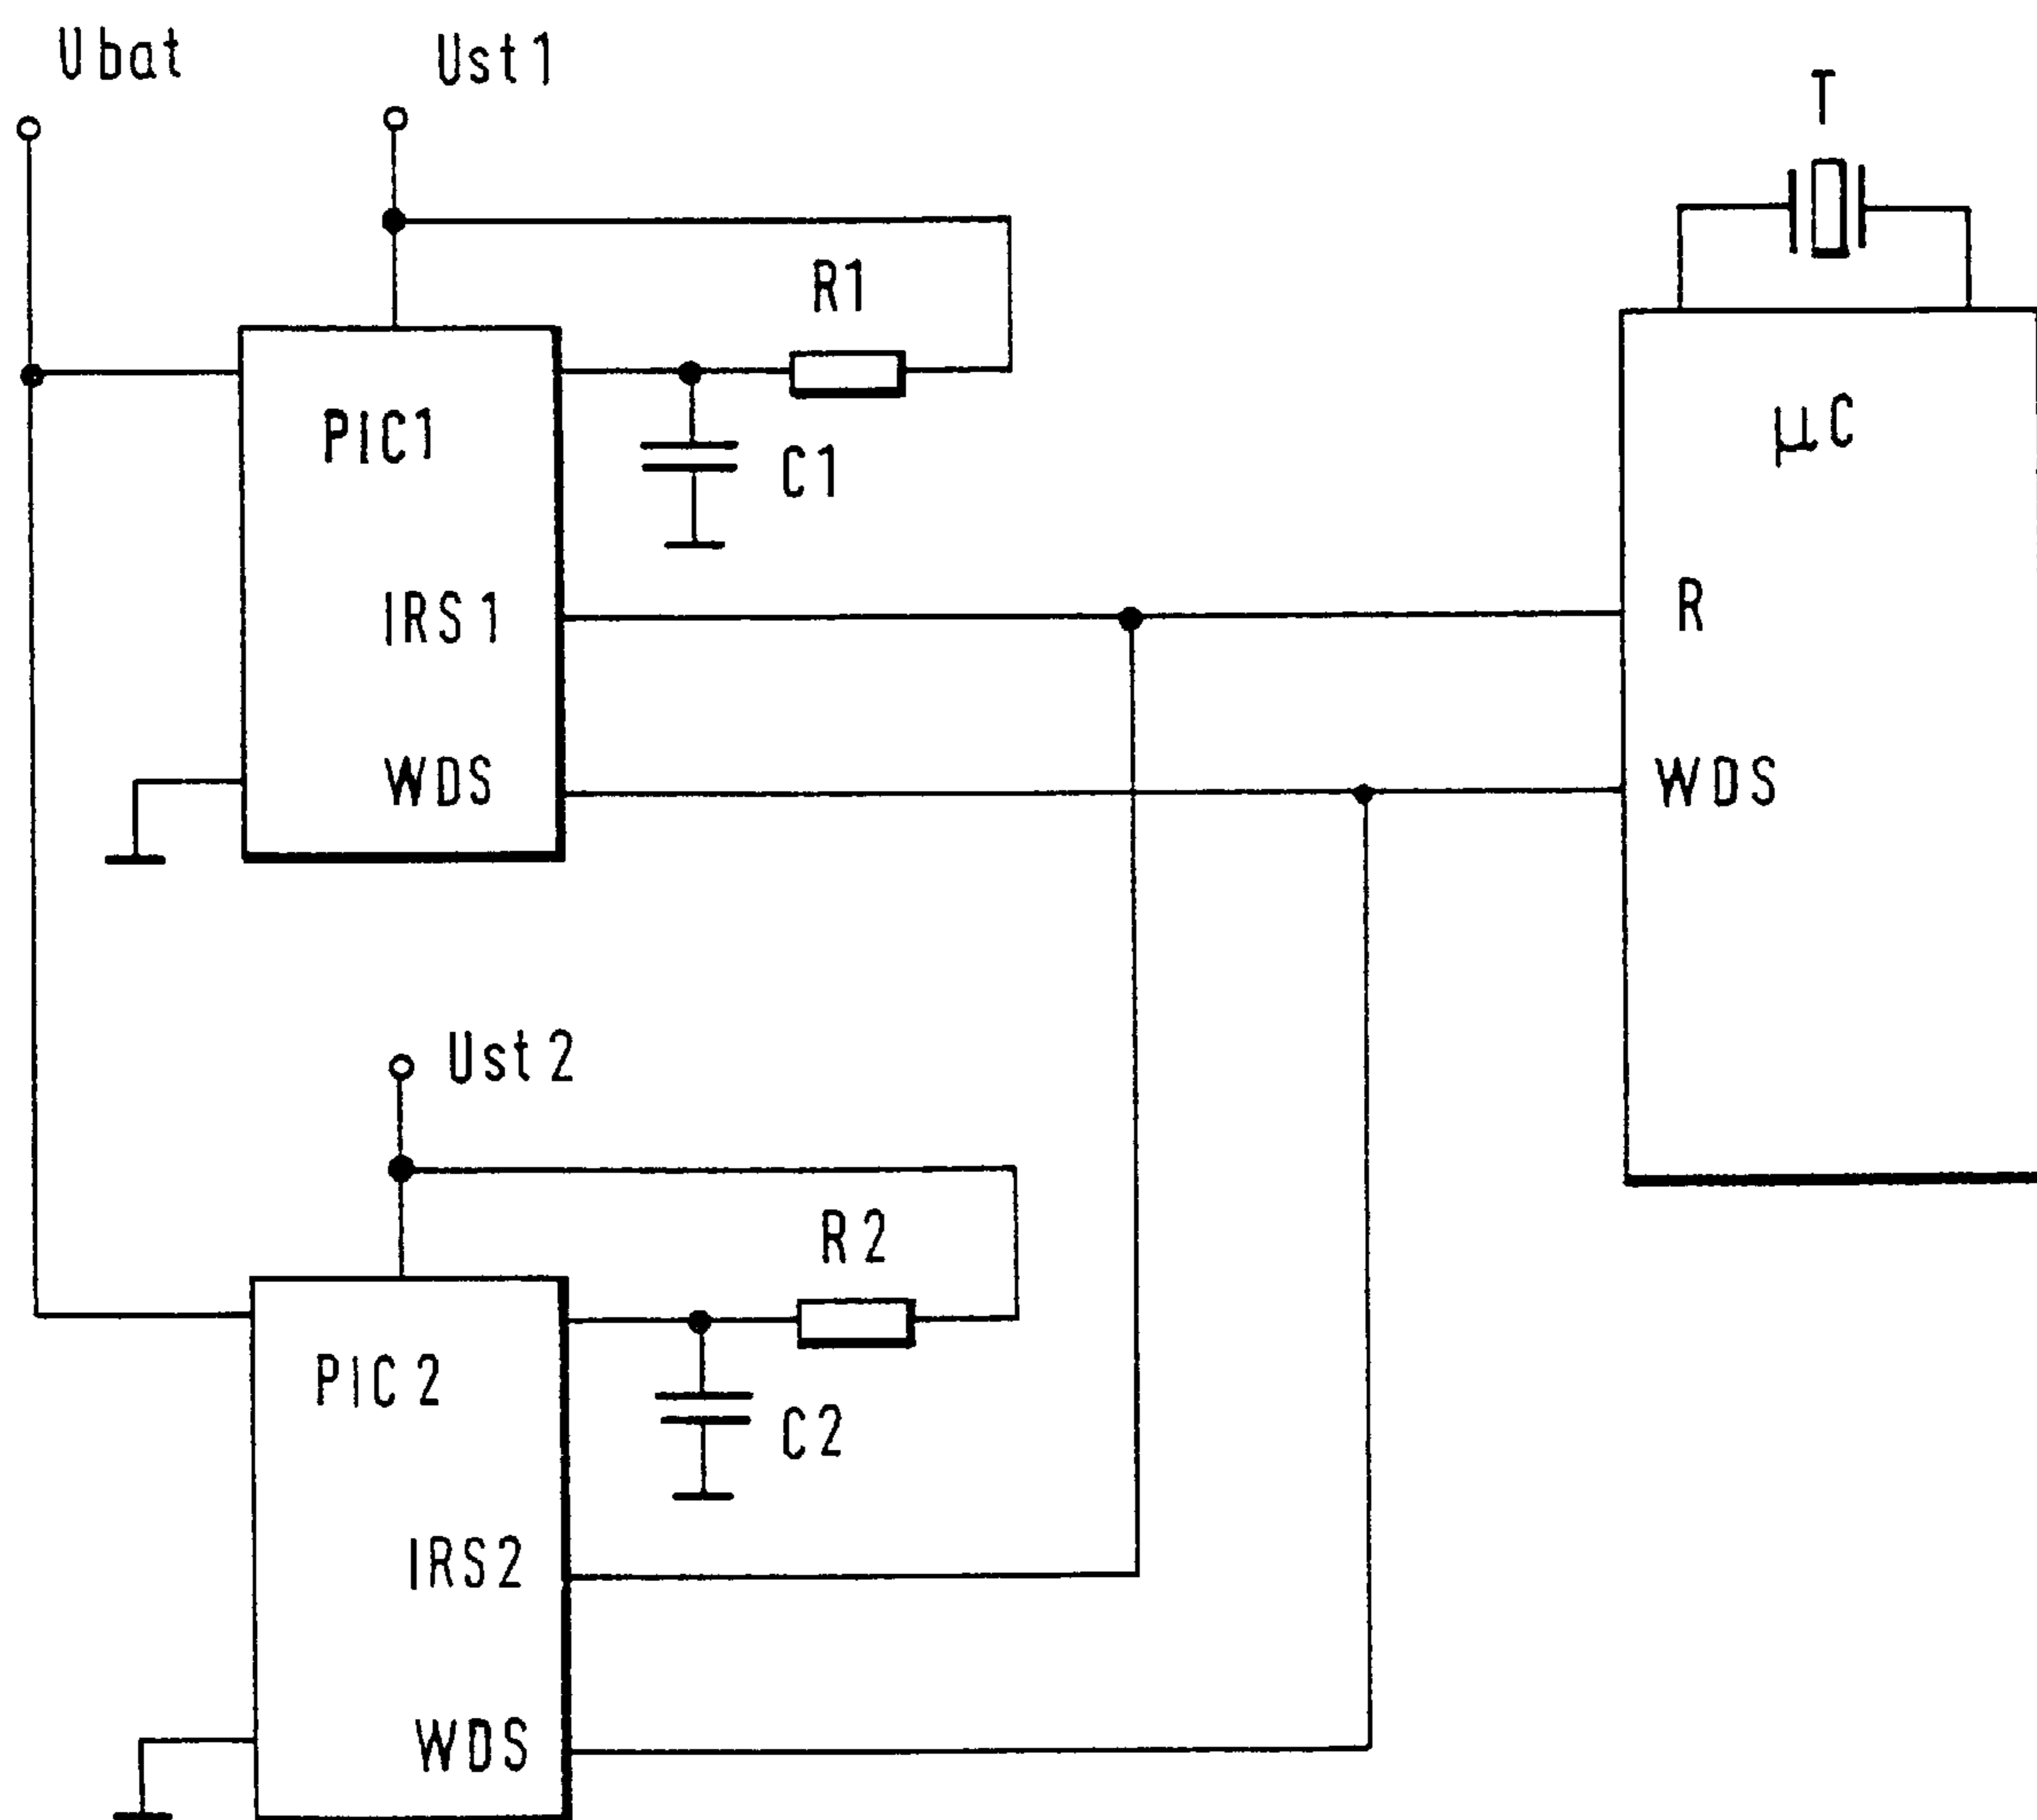 Ubat
Ust1
T
R1
PIC1
C1
µC
IRS1
R
WDS
WDS
Ust2
R2
PIC2
C2
IRS2
WDS